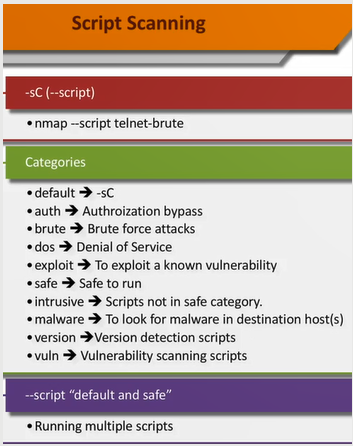 Script Scanning
-sC (--script)
•nmap --script telnet-brute
Categories
•default ➔ -sC
•auth ➔ Authroization bypass
•brute ➔ Brute force attacks
•dos ➔ Denial of Service
•exploit ➔ To exploit a known vulnerability
•safe ➔ Safe to run
•intrusive ➔ Scripts not in safe category.
•malware ➔ To look for malware in destination host(s)
•version ➔Version detection scripts
•vuln ➔ Vulnerability scanning scripts
--script “default and safe”
•Running multiple scripts